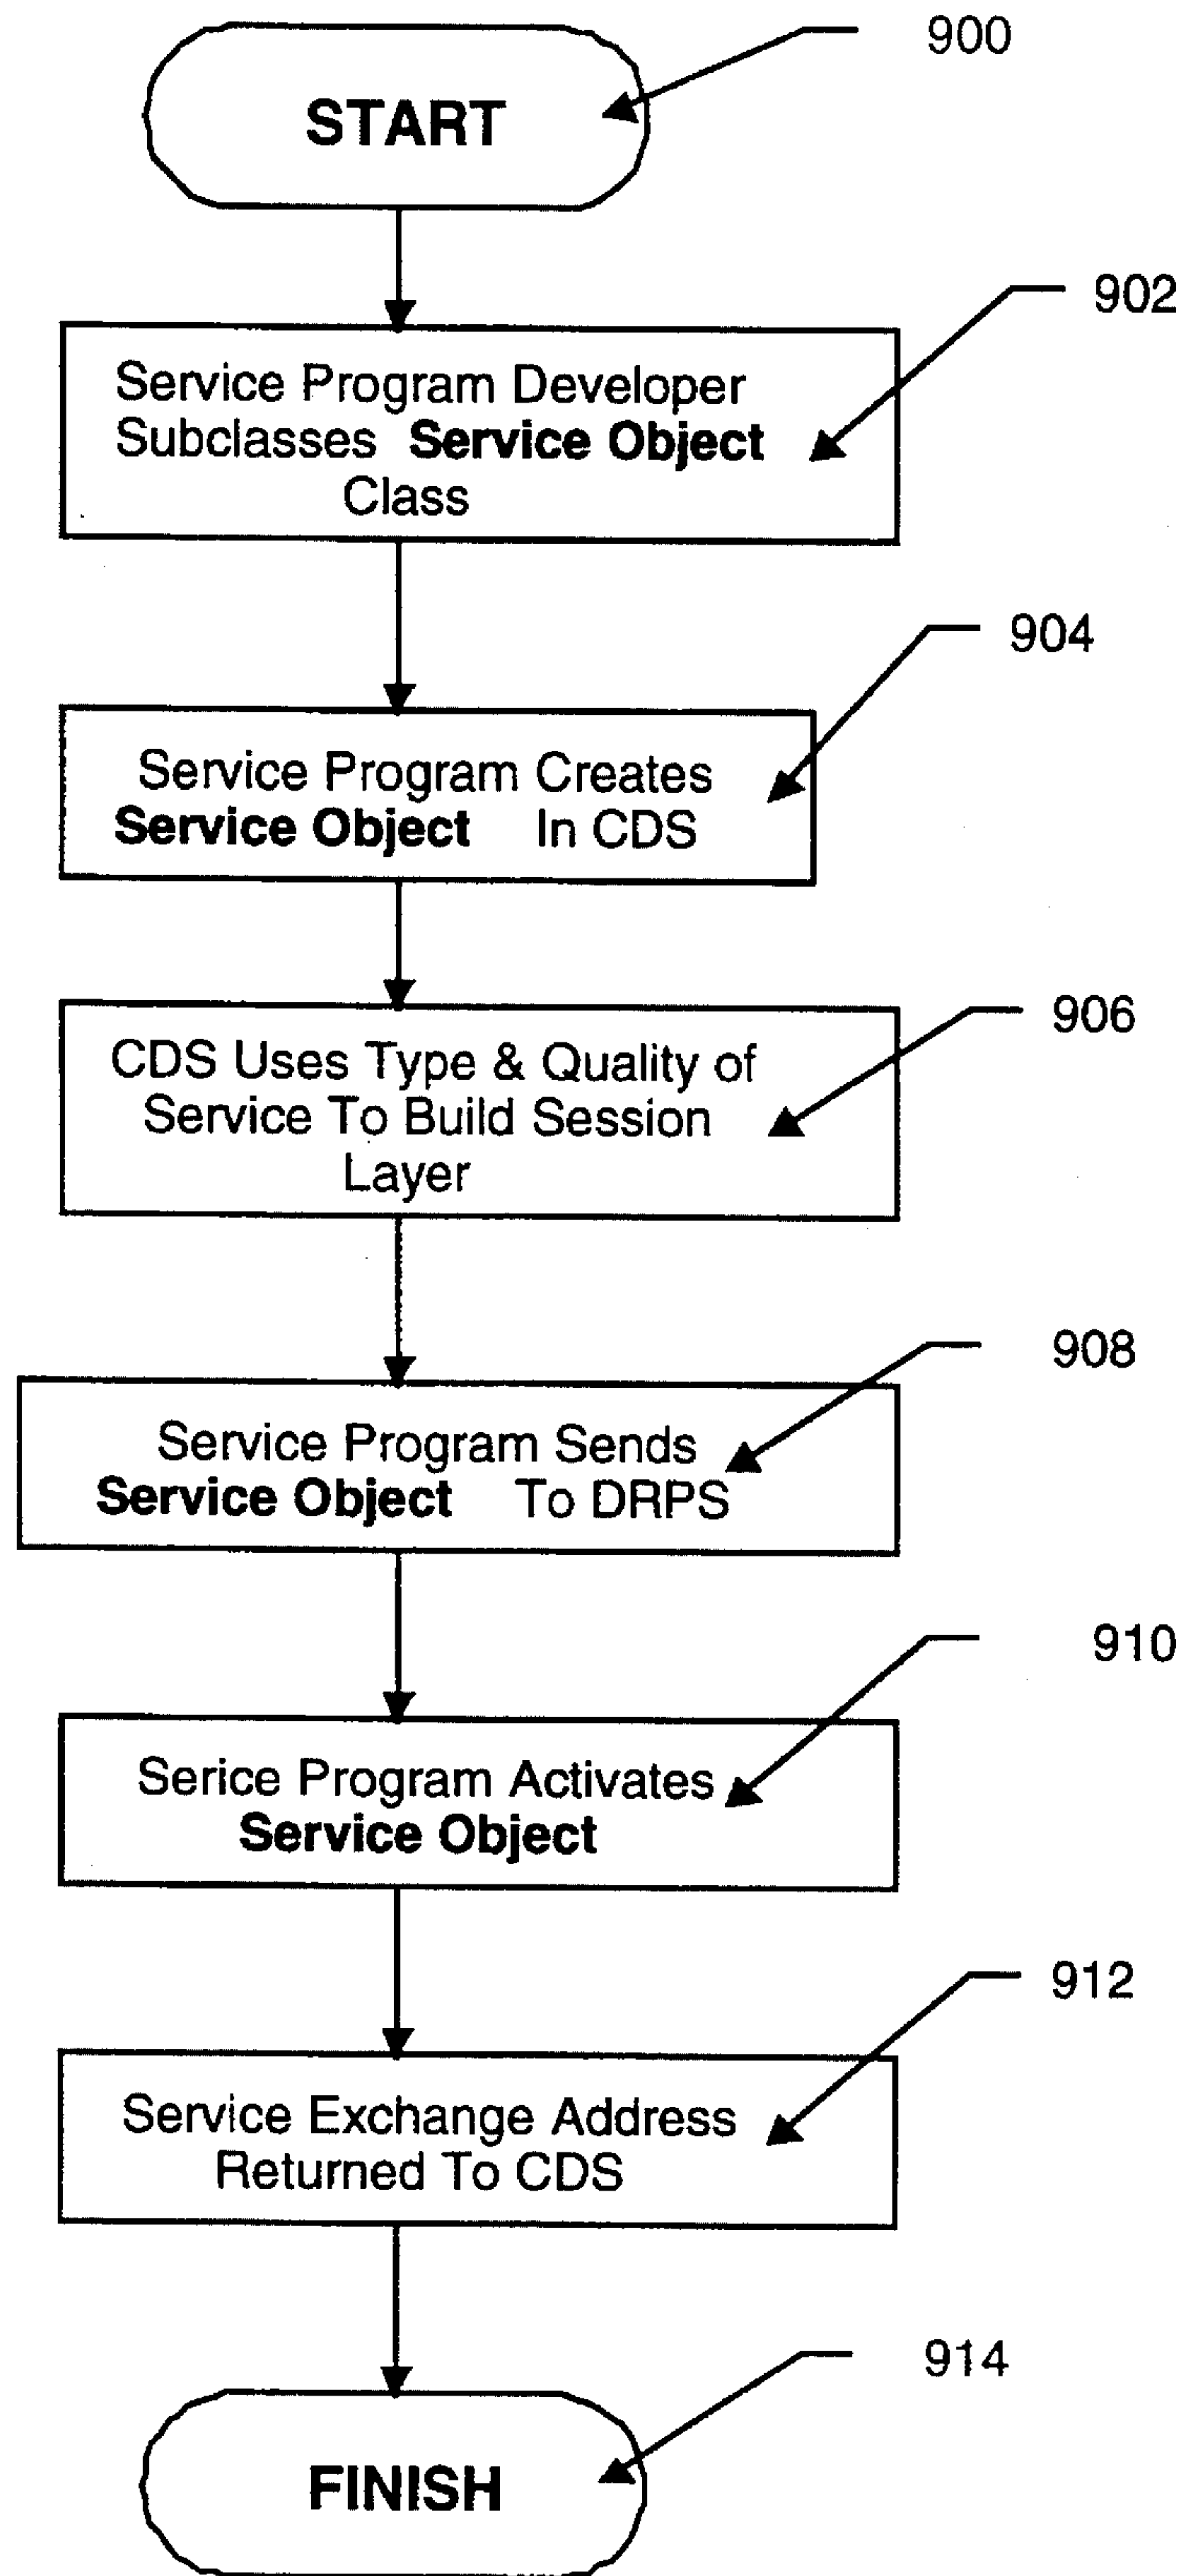 START
900
902
Service Program Developer
Subclasses Service Object
Class
904
Service Program Creates
Service Object In CDS
906
CDS Uses Type & Quality of
Service To Build Session
Layer
908
Service Program Sends
Service Object To DRPS
910
Serice Program Activates
Service Object
912
Service Exchange Address
Returned To CDS
914
FINISH